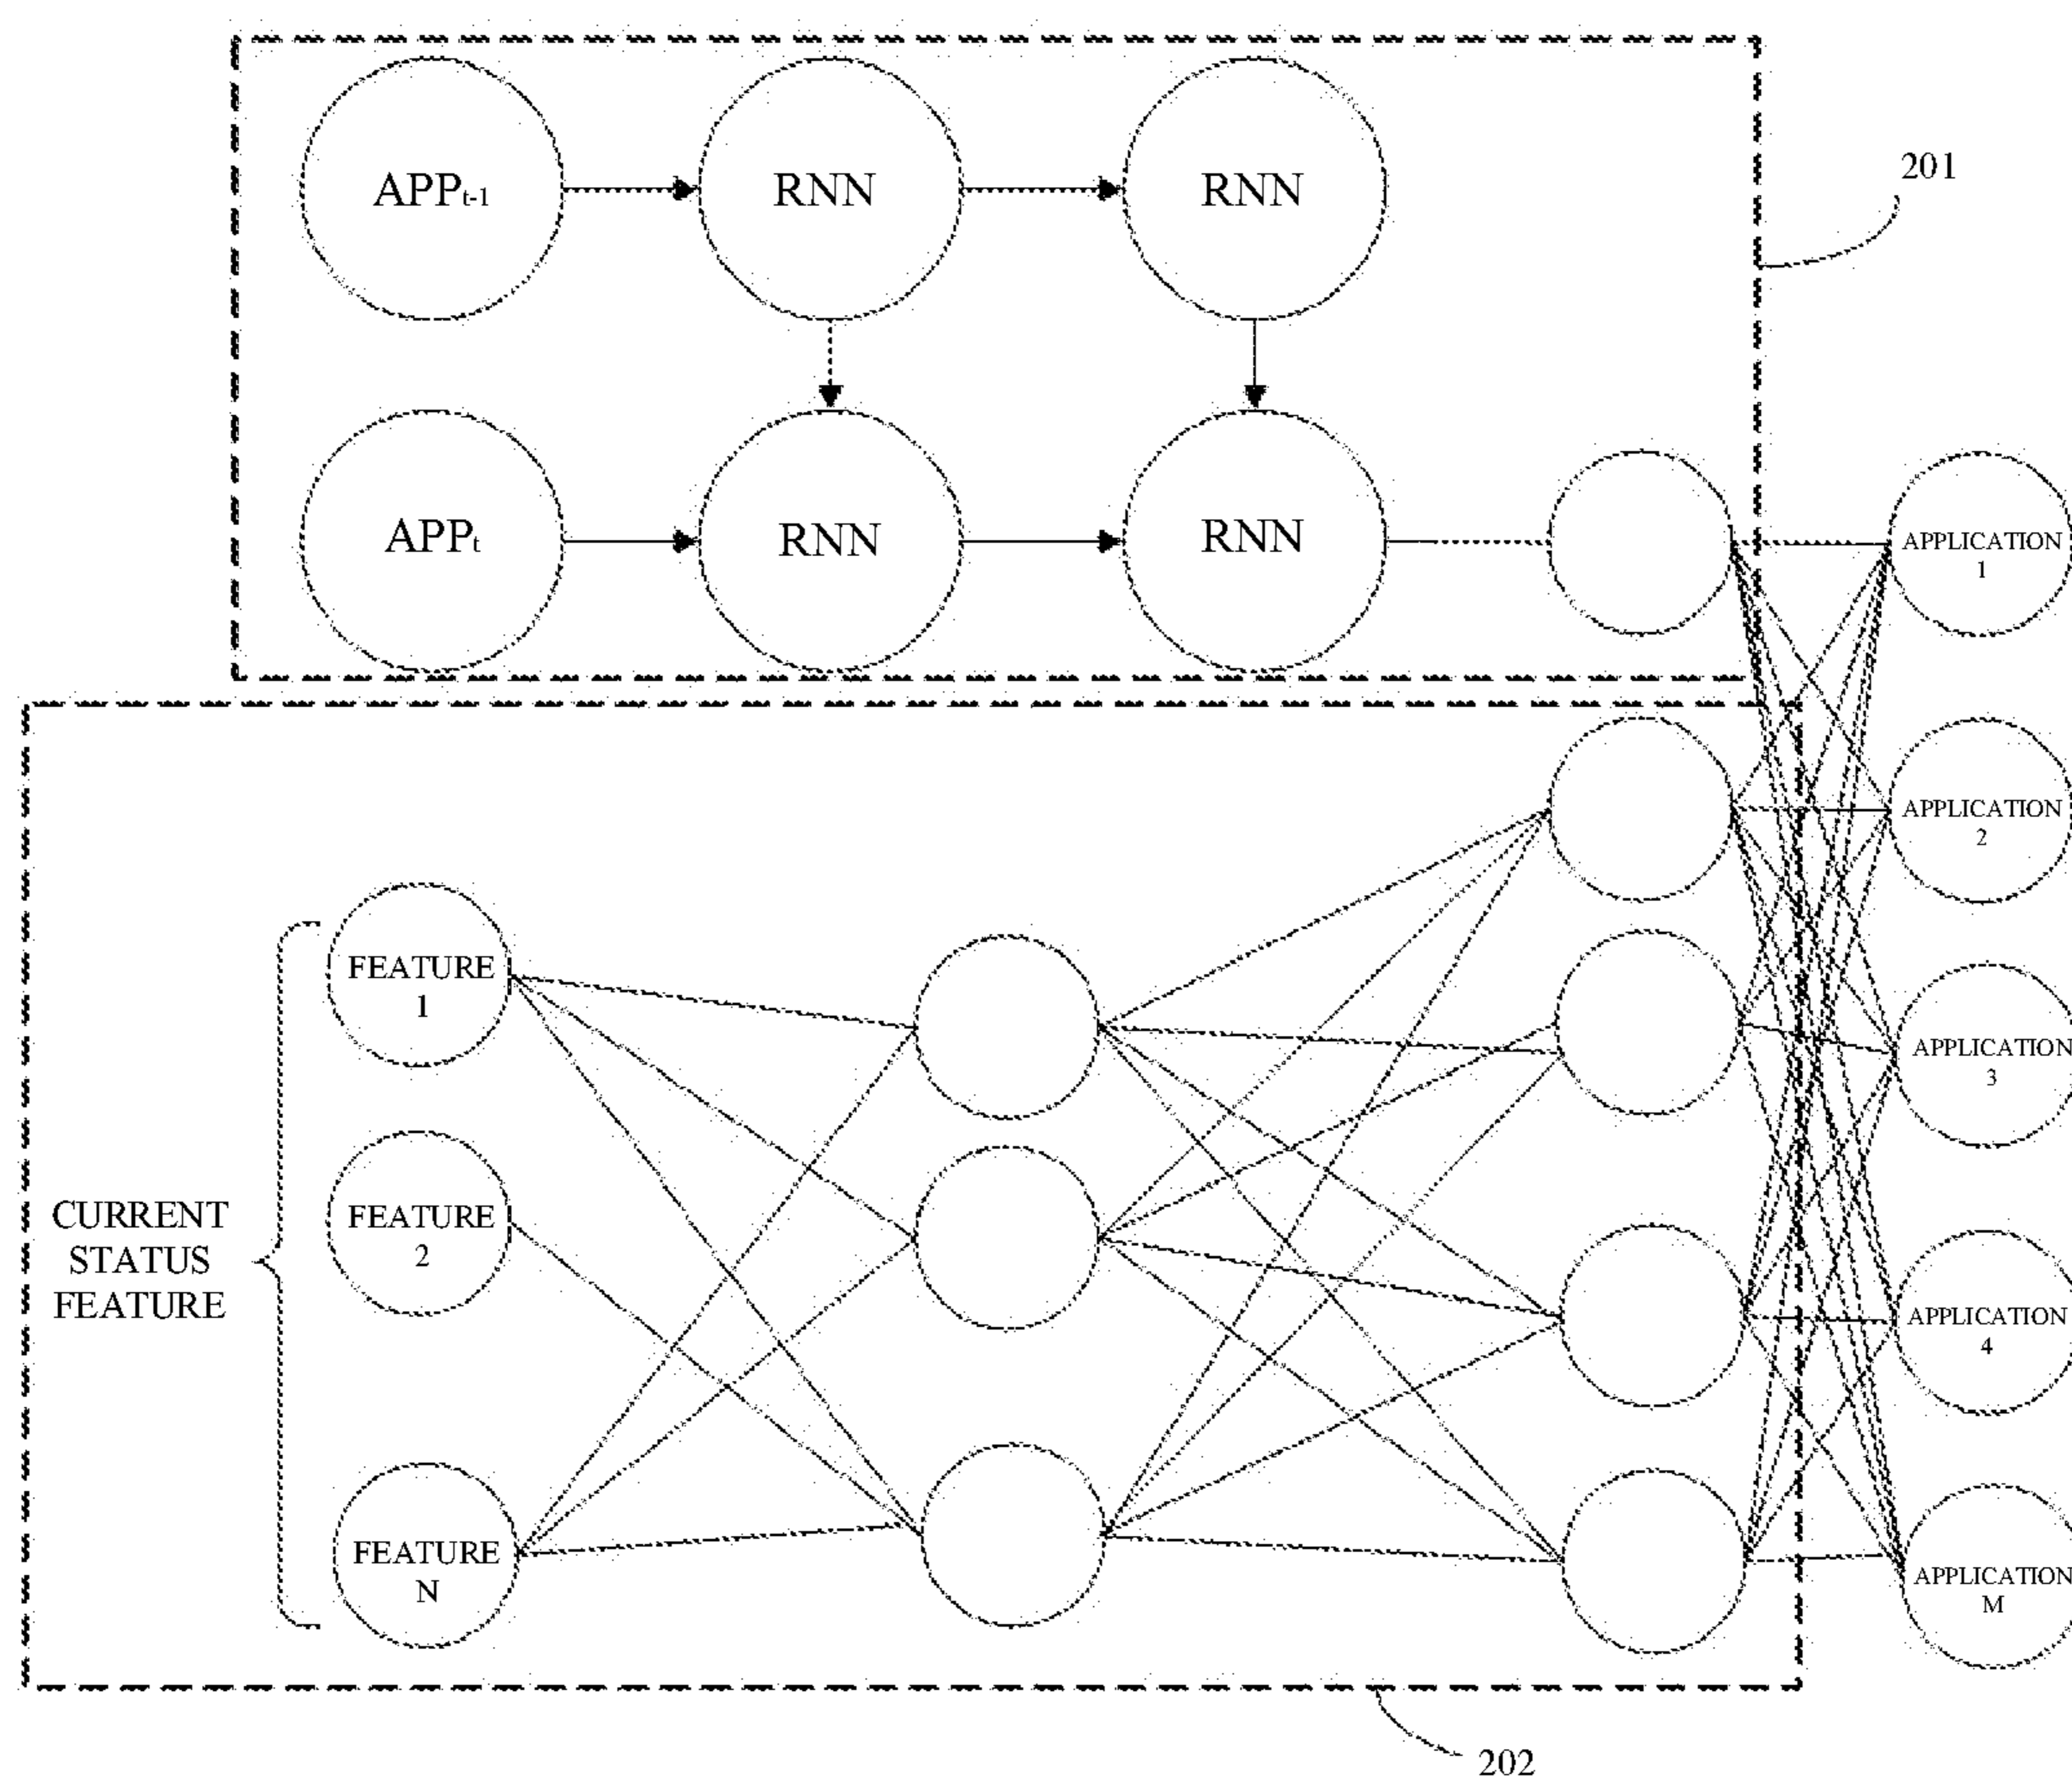 APPt-1
RNN
RNN
201
APPt
RNN
RNN
APPLICATION
1
APPLICATION
2
FEATURE
1
APPLICATION
3
CURRENT
STATUS
FEATURE
FEATURE
2
APPLICATION
4
FEATURE
N
APPLICATION
M
202